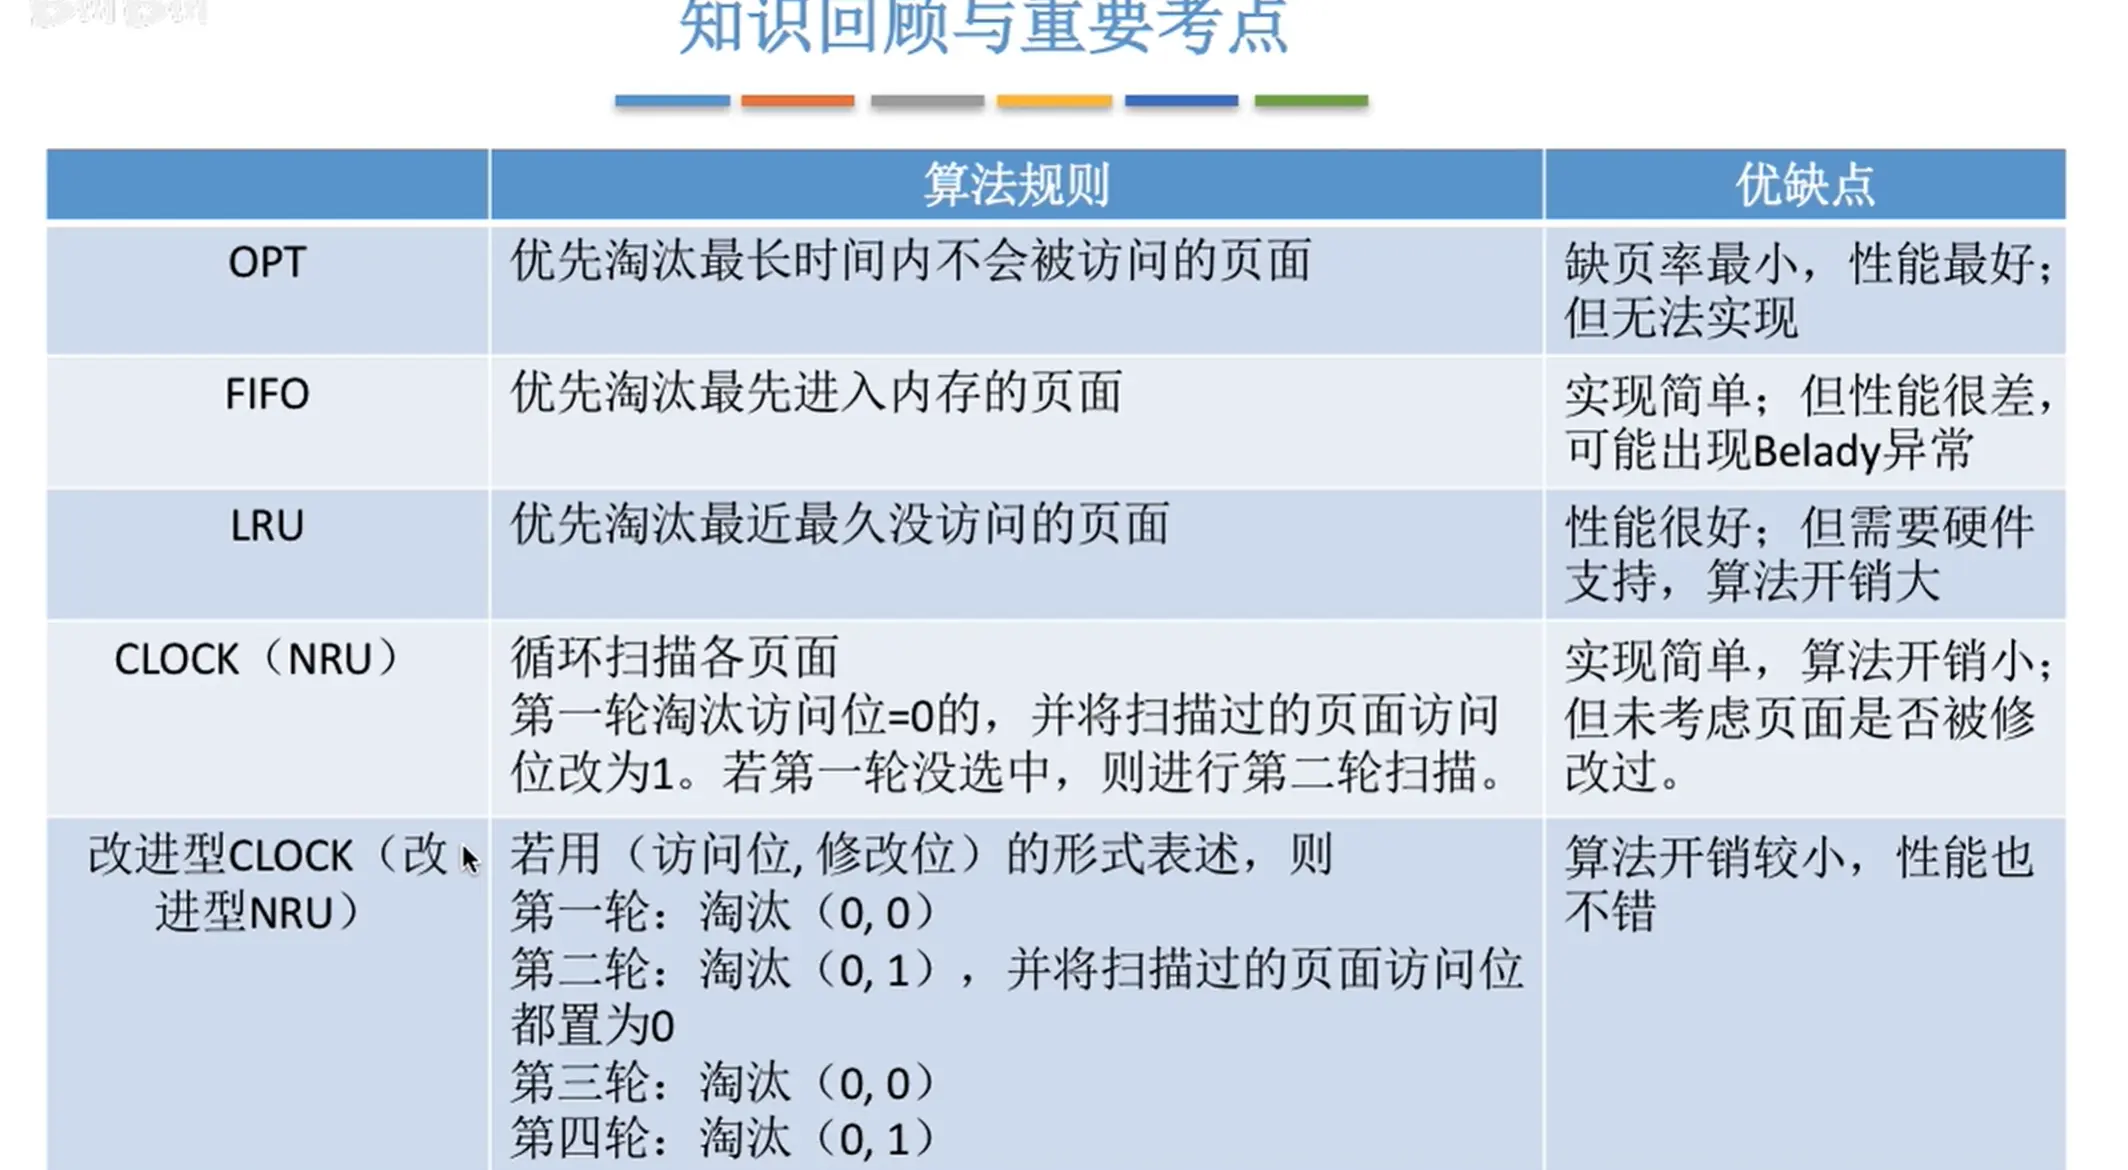 知识回顾与重要考点
算法规则
优缺点
OPT
优先淘汰最长时间内不会被访问的页面
缺页率最小，性能最好；
但无法实现
FIFO
优先淘汰最先进入内存的页面
实现简单；但性能很差，
可能出现Belady异常
LRU
优先淘汰最近最久没访问的页面
性能很好；但需要硬件
支持，算法开销大
CLOCK（NRU）
循环扫描各页面
第一轮淘汰访问位=0的，并将扫描过的页面访问
位改为1。若第一轮没选中，则进行第二轮扫描。
实现简单，算法开销小；
但未考虑页面是否被修
改过。
改进型CLOCK（改
进型NRU）
若用（访问位, 修改位）的形式表述，则
第一轮：淘汰（0, 0）
第二轮：淘汰（0, 1），并将扫描过的页面访问位
都置为0
第三轮：淘汰（0, 0）
第四轮：淘汰（0, 1）
算法开销较小，性能也
不错